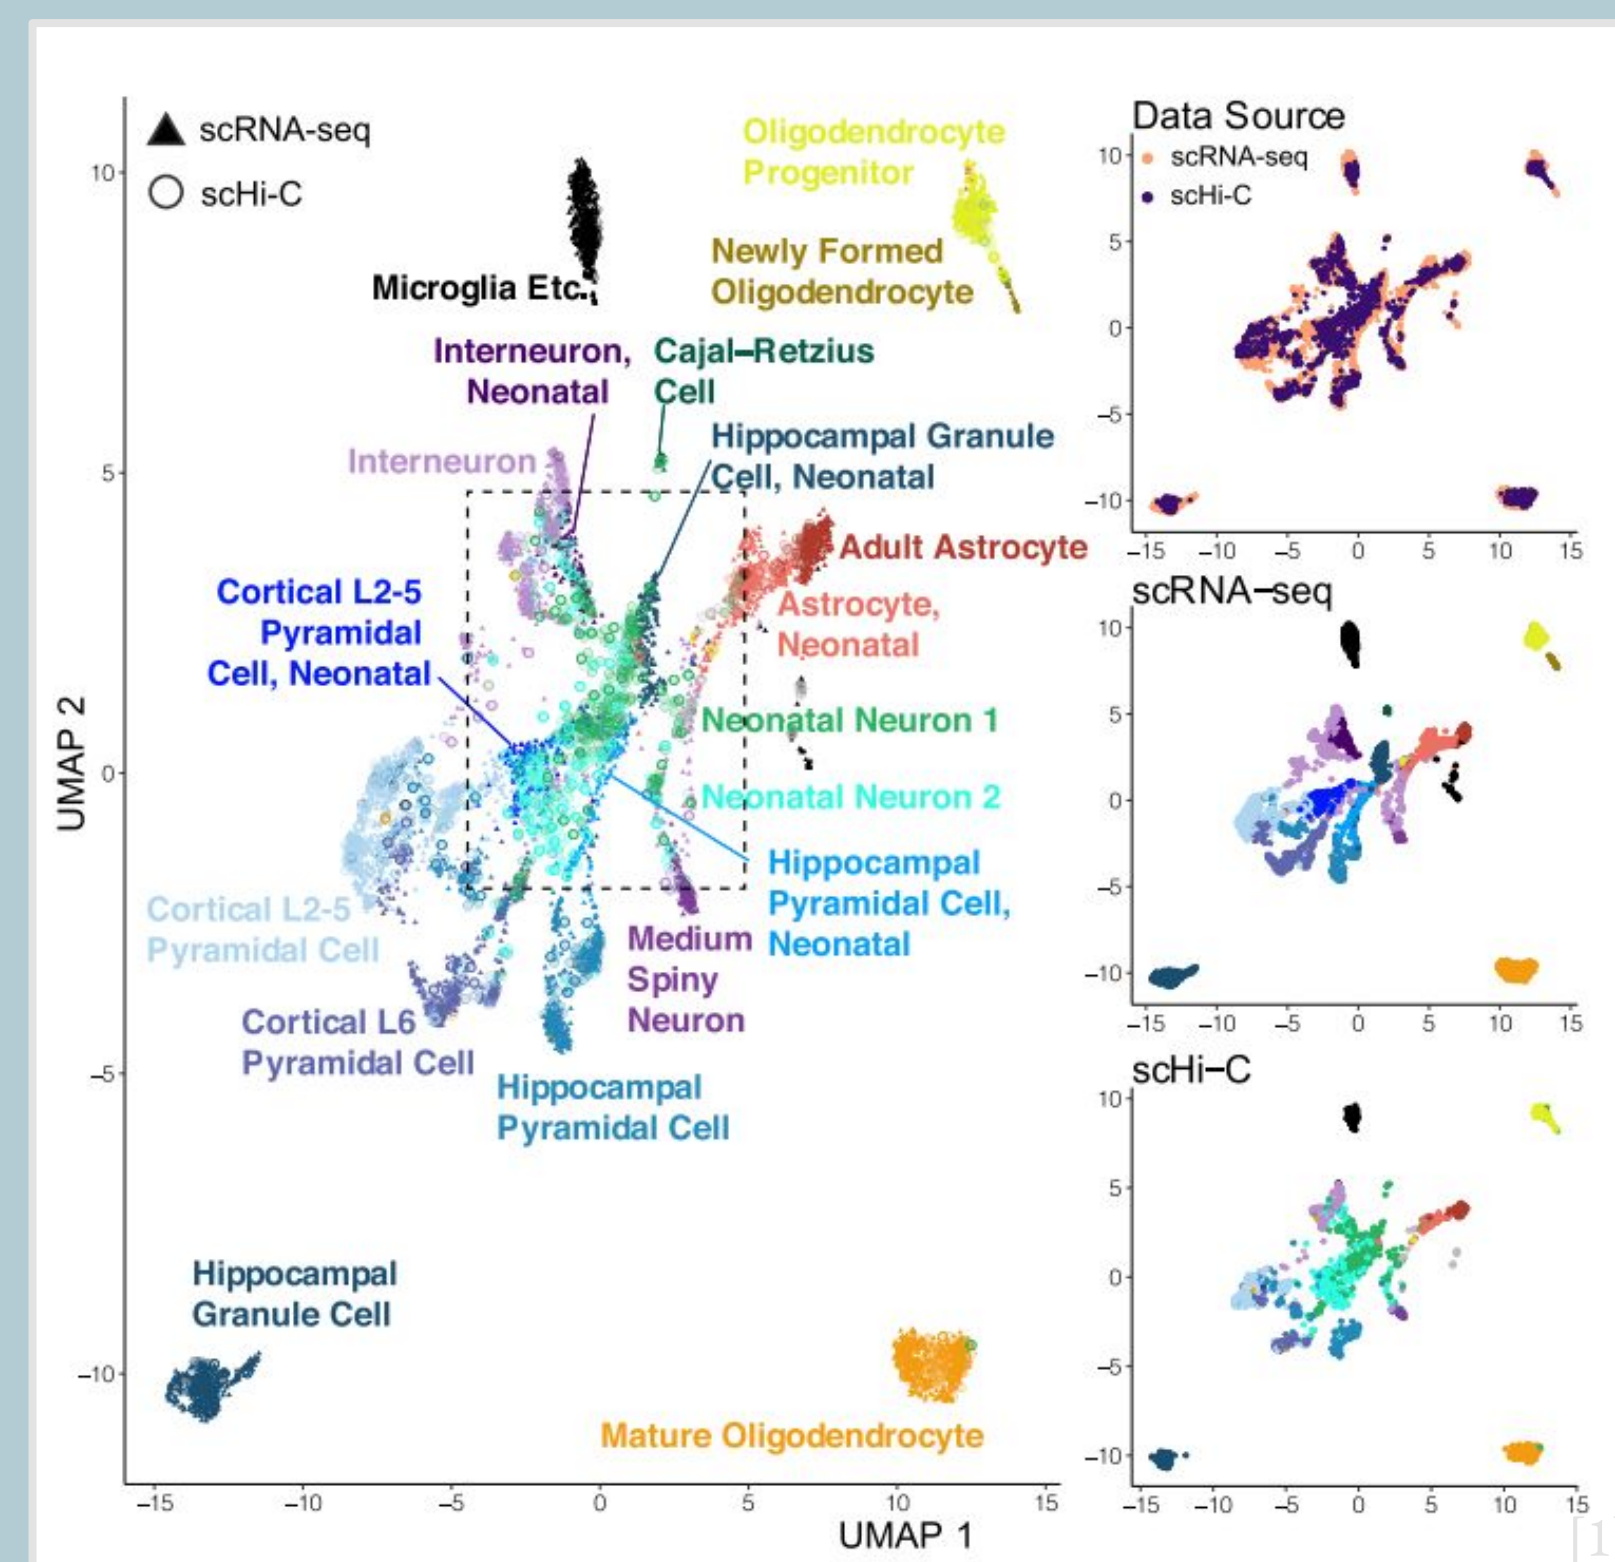 scRNA-seq
scHi-C
Oligodendrocyte
Progenitor
Newly Formed
Oligodendrocyte
Microglia Etc.
Interneuron,
Neonatal
Cajal–Retzius
Cell
Interneuron
Hippocampal Granule
Cell, Neonatal
Adult Astrocyte
Cortical L2-5
Pyramidal
Cell, Neonatal
Astrocyte,
Neonatal
Neonatal Neuron 1
Neonatal Neuron 2
Hippocampal
Pyramidal Cell,
Neonatal
Cortical L2-5
Pyramidal Cell
Medium
Spiny
Neuron
Cortical L6
Pyramidal Cell
Hippocampal
Pyramidal Cell
Hippocampal
Granule Cell
Mature Oligodendrocyte
10
5
0
−5
−10
UMAP 2
−15 −10 −5 0 5 10 15
UMAP 1
Data Source
scRNA-seq
scHi-C
10
5
0
−5
−10
−15 −10 −5 0 5 10 15
scRNA−seq
10
5
0
−5
−10
−15 −10 −5 0 5 10 15
scHi−C
10
5
0
−5
−10
−15 −10 −5 0 5 10 15